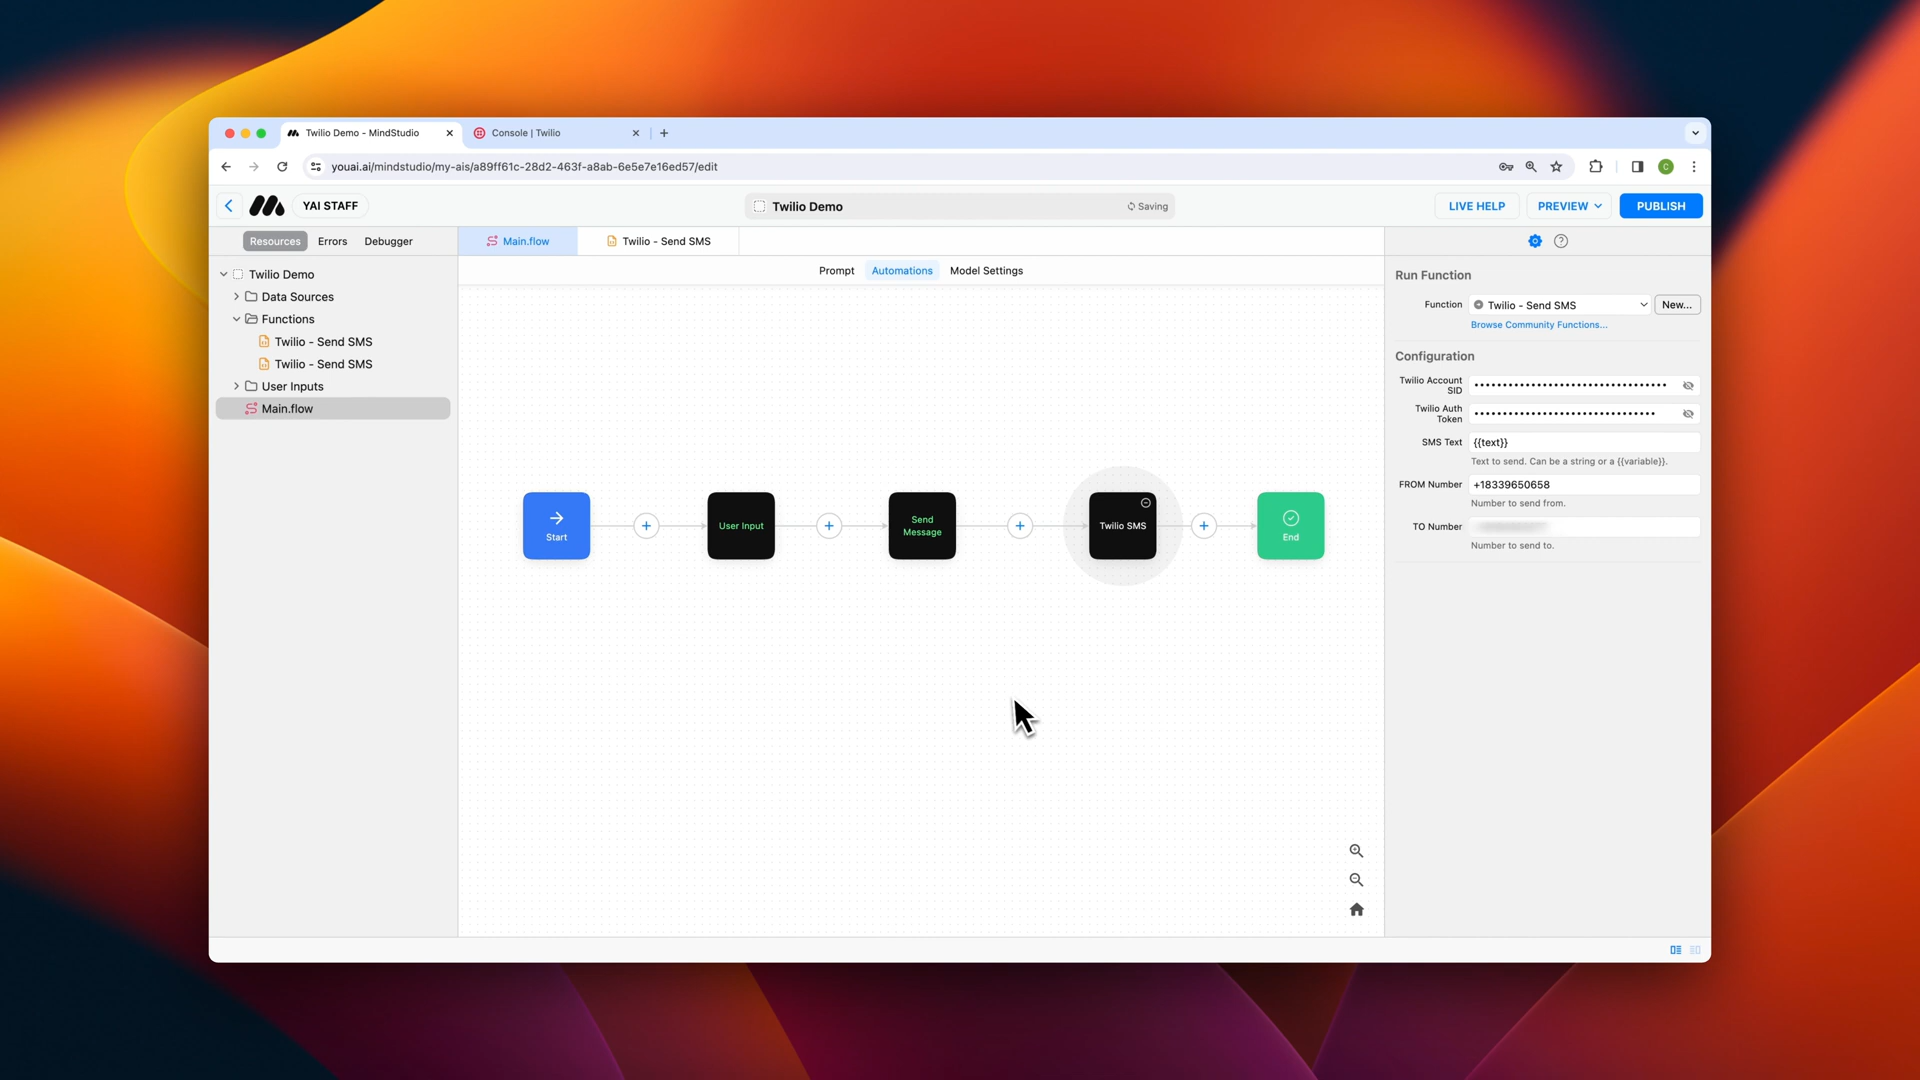 Twilio Demo - MindStudio
Console | Twilio
youai.ai/mindstudio/my-ais/a89ff61c-28d2-463f-a8ab-6e5e7e16ed57/edit
C
YAI STAFF
Twilio Demo
Saving
LIVE HELP
PREVIEW
PUBLISH
Resources
Errors
Debugger
Main.flow
Twilio - Send SMS
Prompt
Automations
Model Settings
Twilio Demo
Data Sources
Functions
Twilio - Send SMS
Twilio - Send SMS
User Inputs
Main.flow
Start
User Input
Send
Message
Twilio SMS
End
Run Function
Function
Twilio - Send SMS
New...
Browse Community Functions...
Configuration
Twilio Account
SID
Twilio Auth
Token
SMS Text
{{text}}
Text to send. Can be a string or a {{variable}}.
FROM Number
+18339650658
Number to send from.
TO Number
Number to send to.